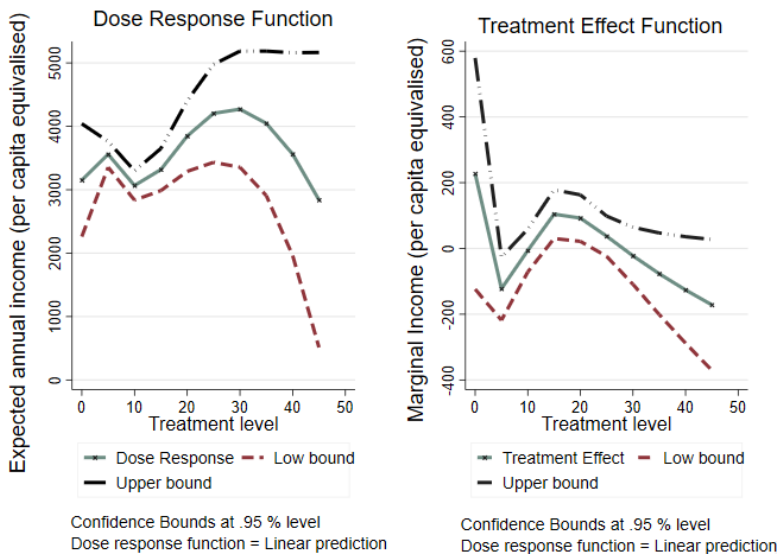 Dose Response Function
Expected annual income (per capita equivalised)
5000
4000
3000
2000
1000
0
0 10 20 30 40 50
Treatment level
Dose Response Low bound
Upper bound
Confidence Bounds at .95 % level
Dose response function = Linear prediction
Treatment Effect Function
Marginal Income (per capita equivalised)
600
400
200
0
-200
-400
0 10 20 30 40 50
Treatment level
Treatment Effect Low bound
Upper bound
Confidence Bounds at .95 % level
Dose response function = Linear prediction